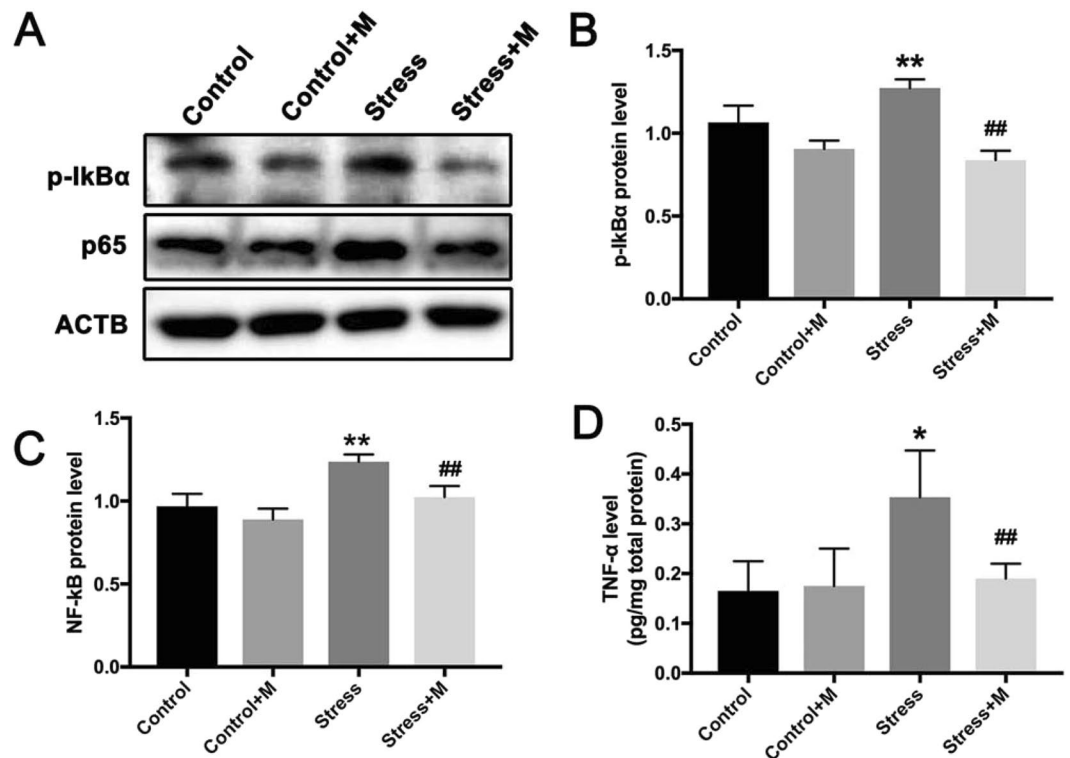 A
Control
Control+M
Stress
Stress+M
p-IkBα
p65
ACTB
B
p-IkBα protein level
1.5
1.0
0.5
0.0
**
##
Control
Control+M
Stress
Stress+M
C
NF-kB protein level
1.5
1.0
0.5
0.0
**
##
Control
Control+M
Stress
Stress+M
D
TNF-α level
(pg/mg total protein)
0.5
0.4
0.3
0.2
0.1
0.0
*
##
Control
Control+M
Stress
Stress+M